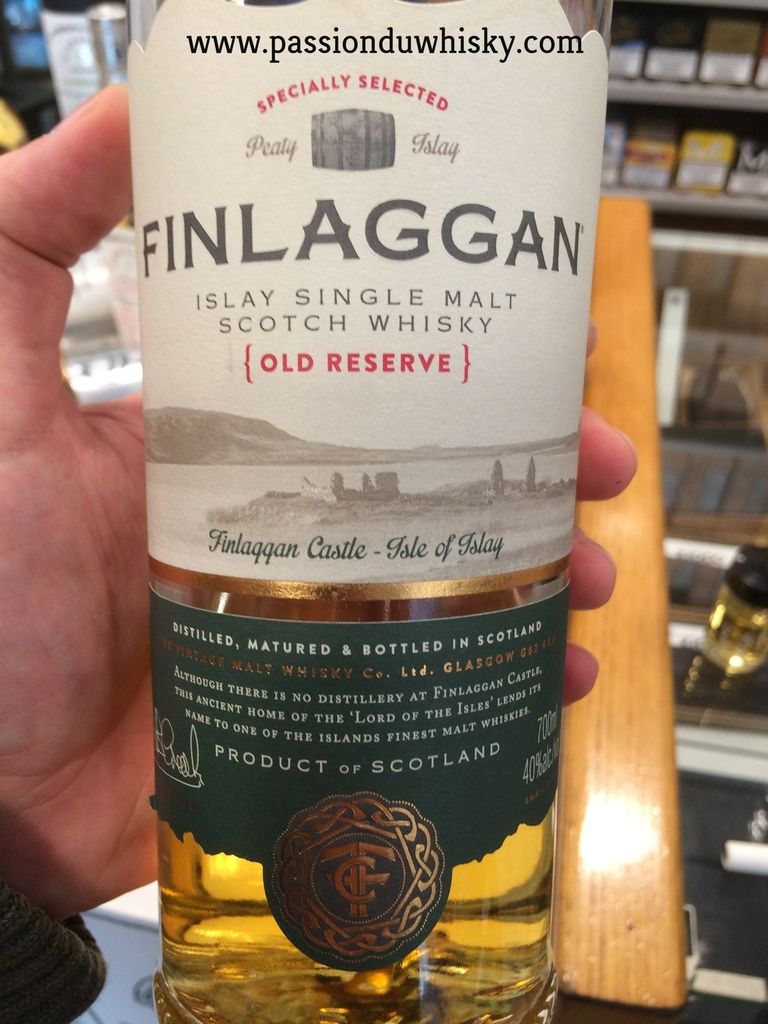 www.passionduwhisky.com
SPECIALLY SELECTED
Peaty Islay
FINLAGGAN
ISLAY SINGLE MALT
SCOTCH WHISKY
{OLD RESERVE}
Finlaggan Castle - Isle of Islay
DISTILLED, MATURED & BOTTLED IN SCOTLAND
THE VINTAGE MALT WHISKY Co. Ltd. GLASGOW G62
ALTHOUGH THERE IS NO DISTILLERY AT FINLAGGAN CASTLE,
THIS ANCIENT HOME OF THE 'LORD OF THE ISLES' LENDS ITS
NAME TO ONE OF THE ISLANDS FINEST MALT WHISKIES.
PRODUCT OF SCOTLAND
700ml
40%alc.